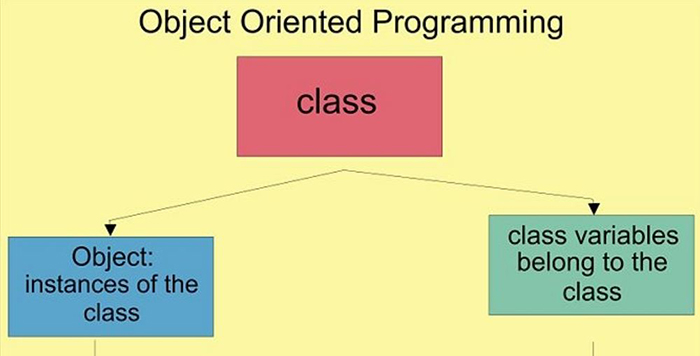 Object Oriented Programming
class
Object:
instances of the
class
class variables
belong to the
class